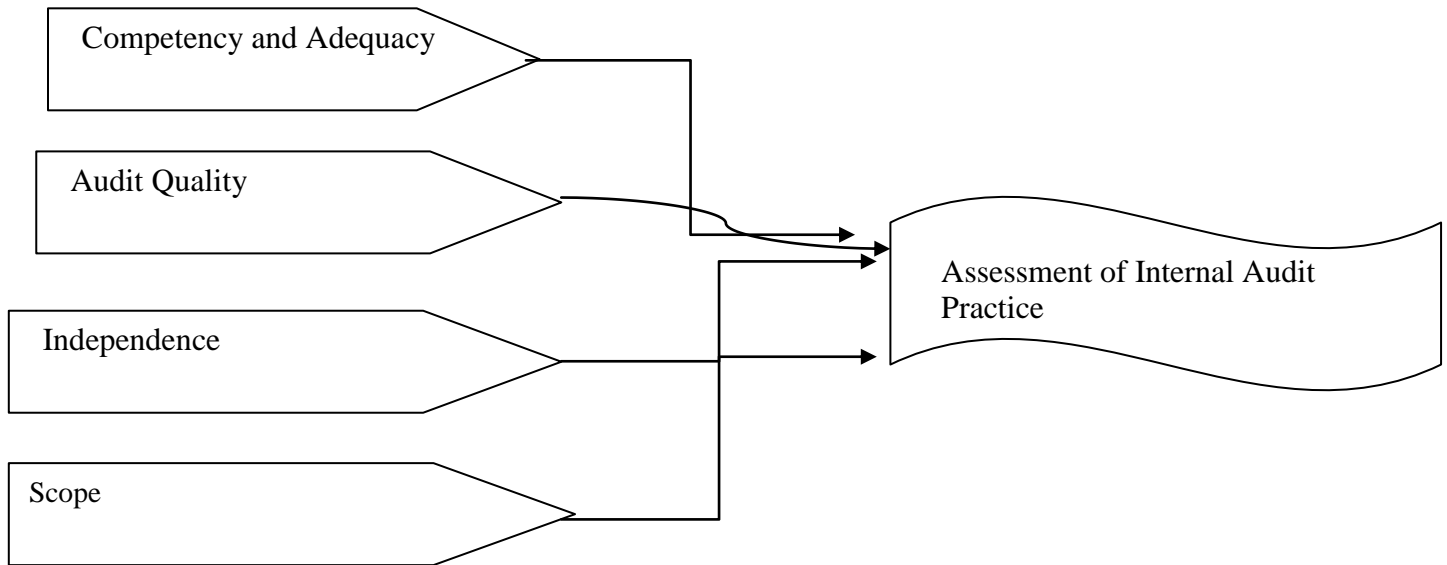 Competency and Adequacy
Audit Quality
Assessment of Internal Audit
Practice
Independence
Scope